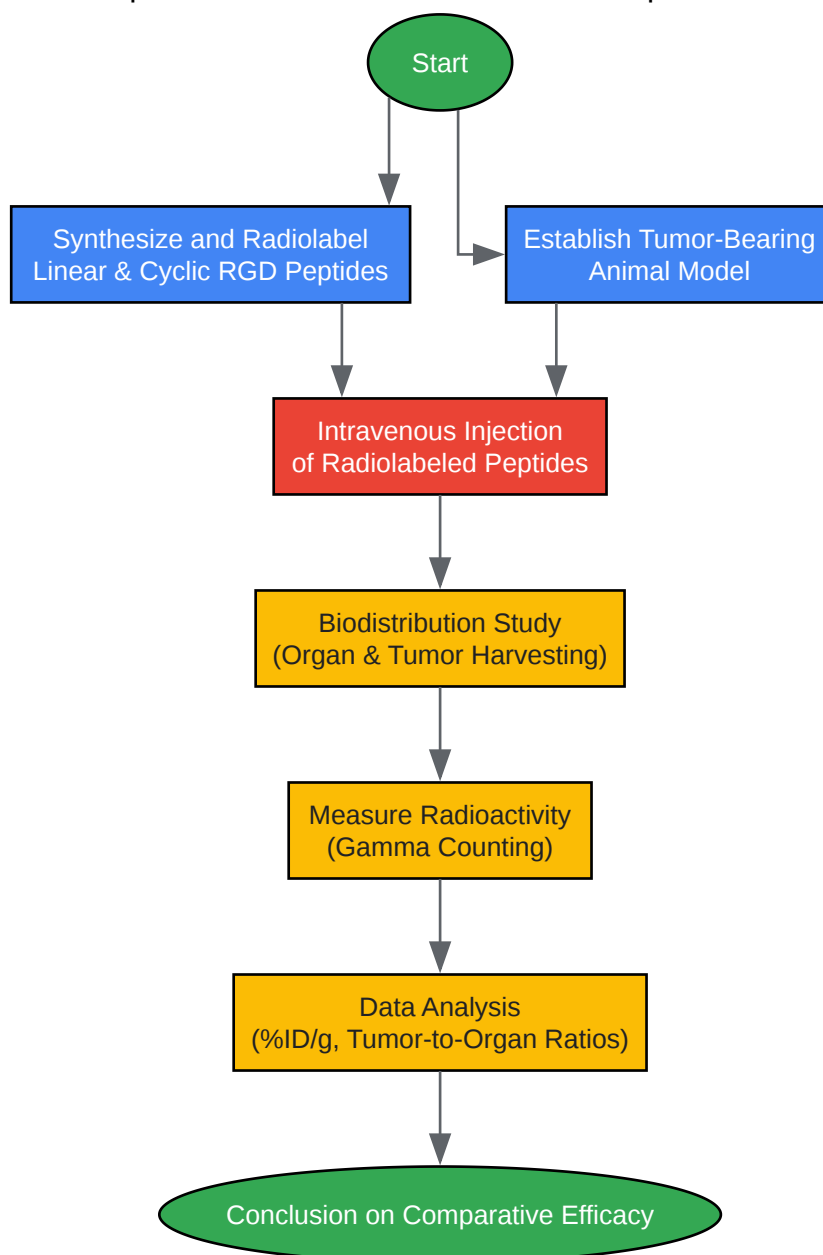 Start
Synthesize and Radiolabel
Linear & Cyclic RGD Peptides
Establish Tumor-Bearing
Animal Model
Intravenous Injection
of Radiolabeled Peptides
Biodistribution Study
(Organ & Tumor Harvesting)
Measure Radioactivity
(Gamma Counting)
Data Analysis
(%ID/g, Tumor-to-Organ Ratios)
Conclusion on Comparative Efficacy